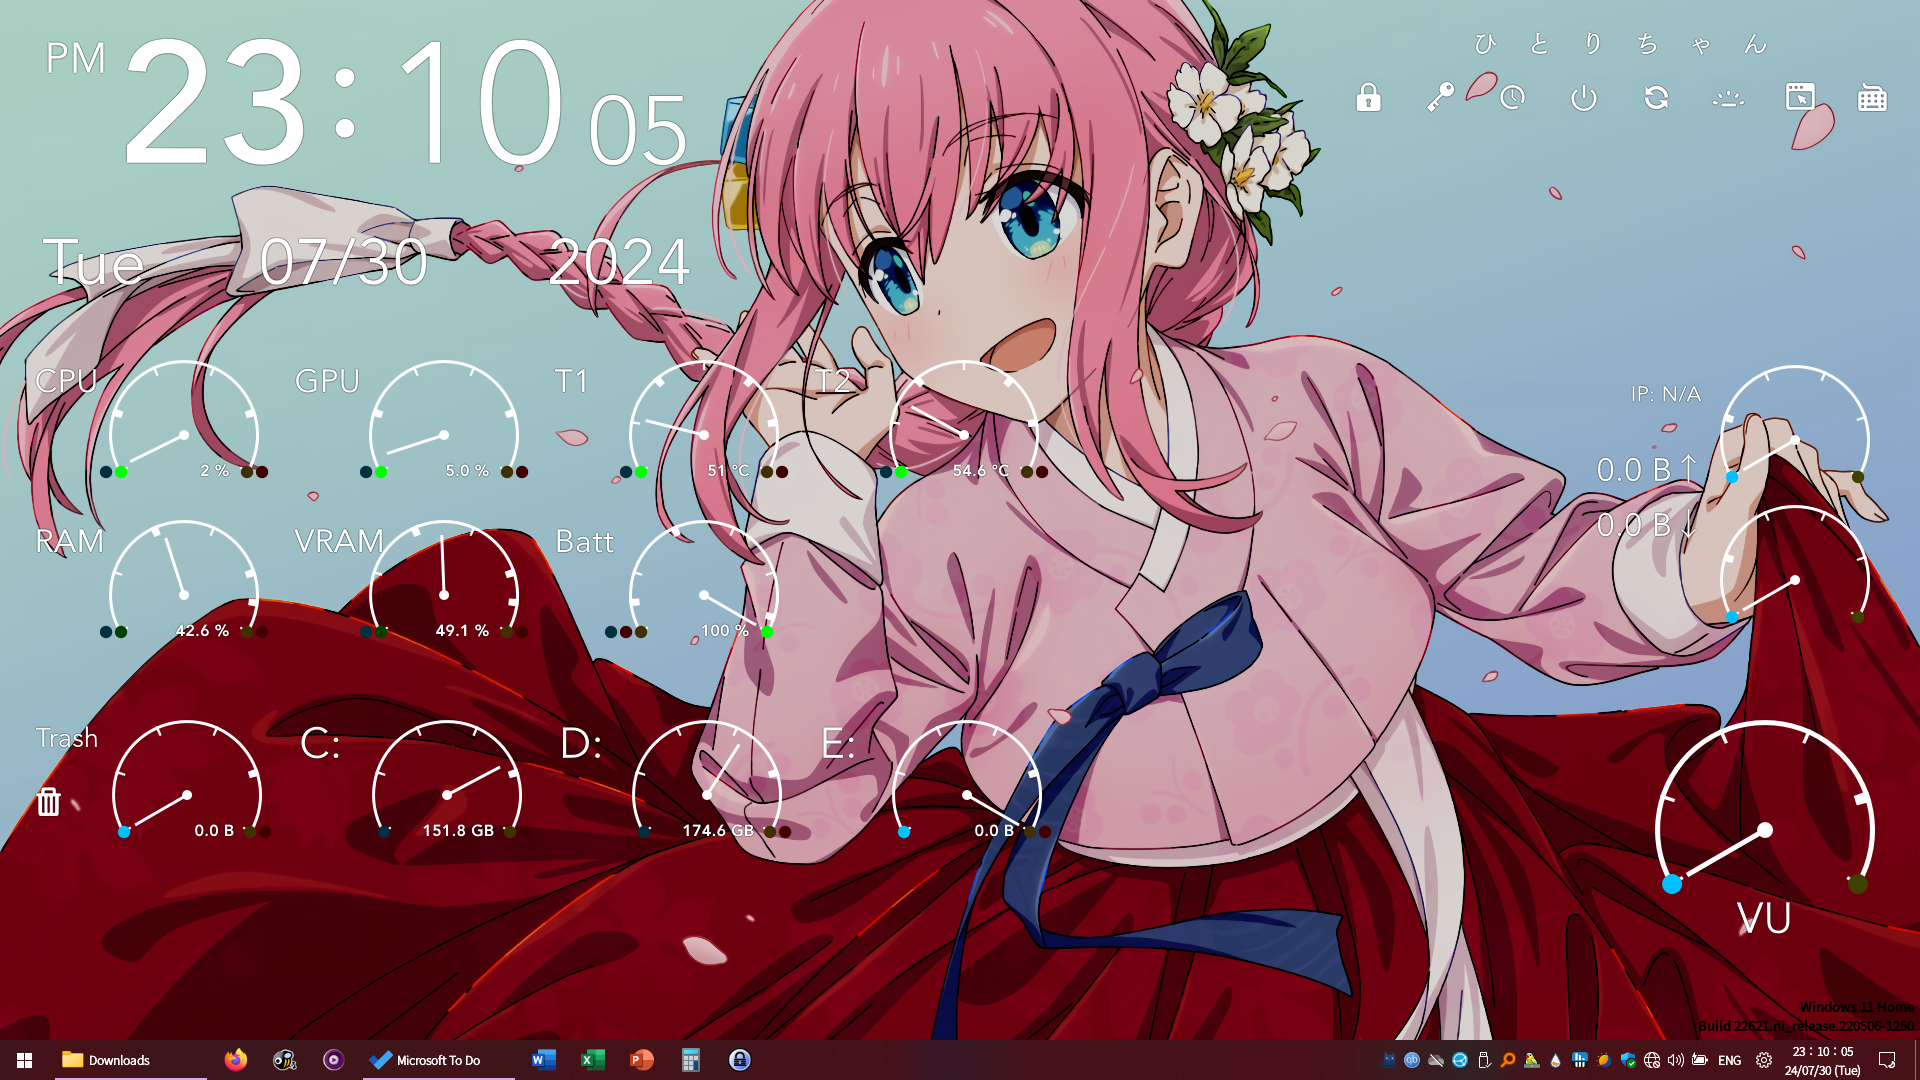 PM 23:10 05
ひとりちゃん
Tue 07/30 2024
CPU 2 %
GPU 5.0 %
T1 51 °C
T2 54.6 °C
IP: N/A
0.0 B ↑
0.0 B ↓
RAM 42.6 %
VRAM 49.1 %
Batt 100 %
Trash 0.0 B
C: 151.8 GB
D: 174.6 GB
E: 0.0 B
VU
Windows 11 Home
Build 22621.ni_release.220506-1250
Downloads
Microsoft To Do
ENG
23:10:05
24/07/30 (Tue)